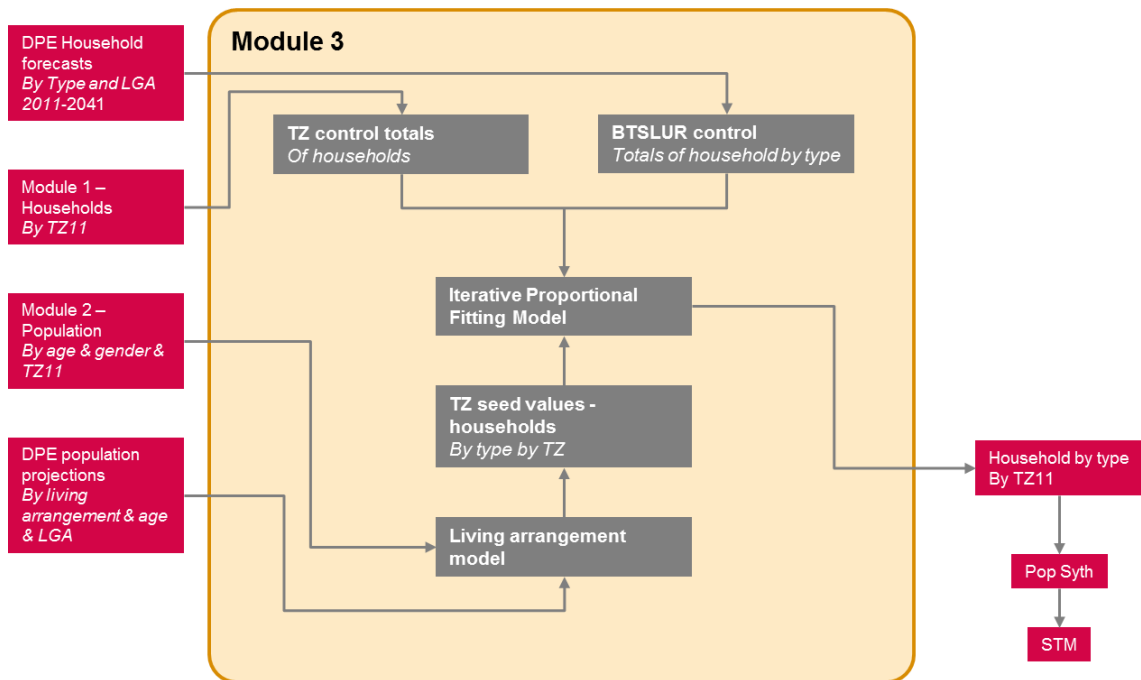 Module 3
DPE Household
forecasts
By Type and LGA
2011-2041
TZ control totals
Of households
BTSLUR control
Totals of household by type
Module 1 –
Households
By TZ11
Module 2 –
Population
By age & gender &
TZ11
Iterative Proportional
Fitting Model
TZ seed values -
households
By type by TZ
DPE population
projections
By living
arrangement & age
& LGA
Living arrangement
model
Household by type
By TZ11
Pop Syth
STM